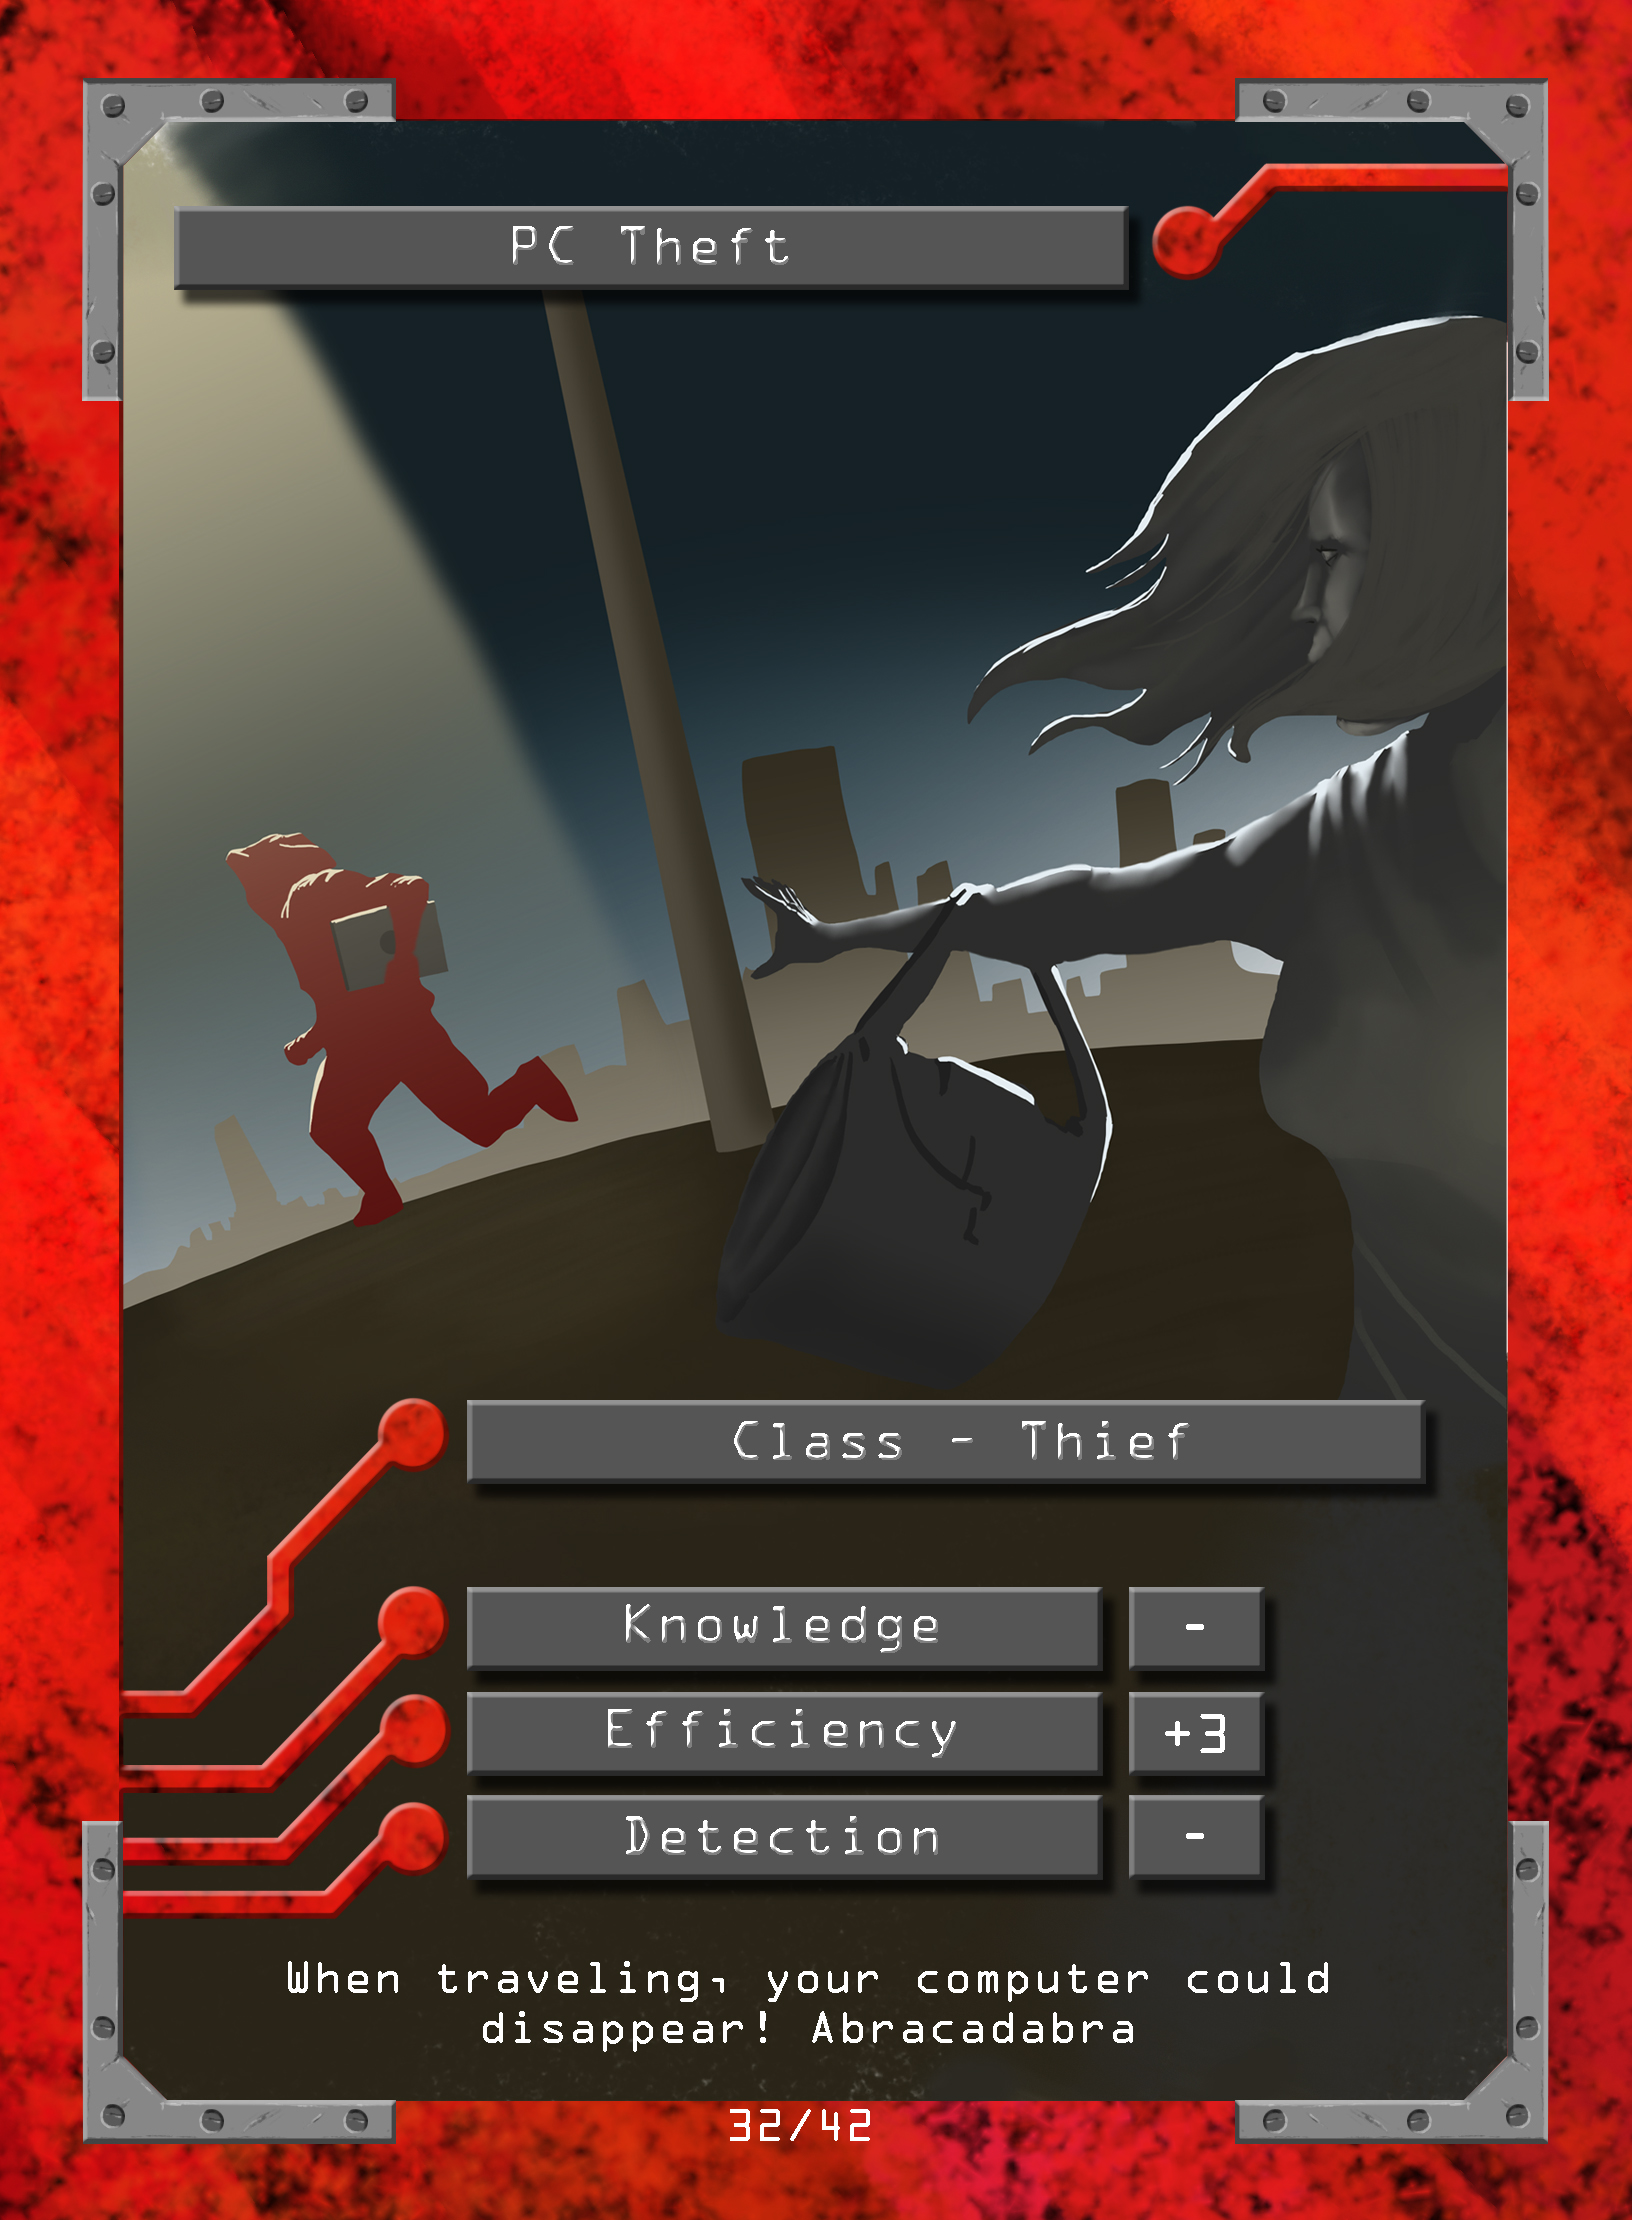 PC Theft
Class - Thief
Knowledge -
Efficiency +3
Detection -
When traveling, your computer could
disappear! Abracadabra
32/42